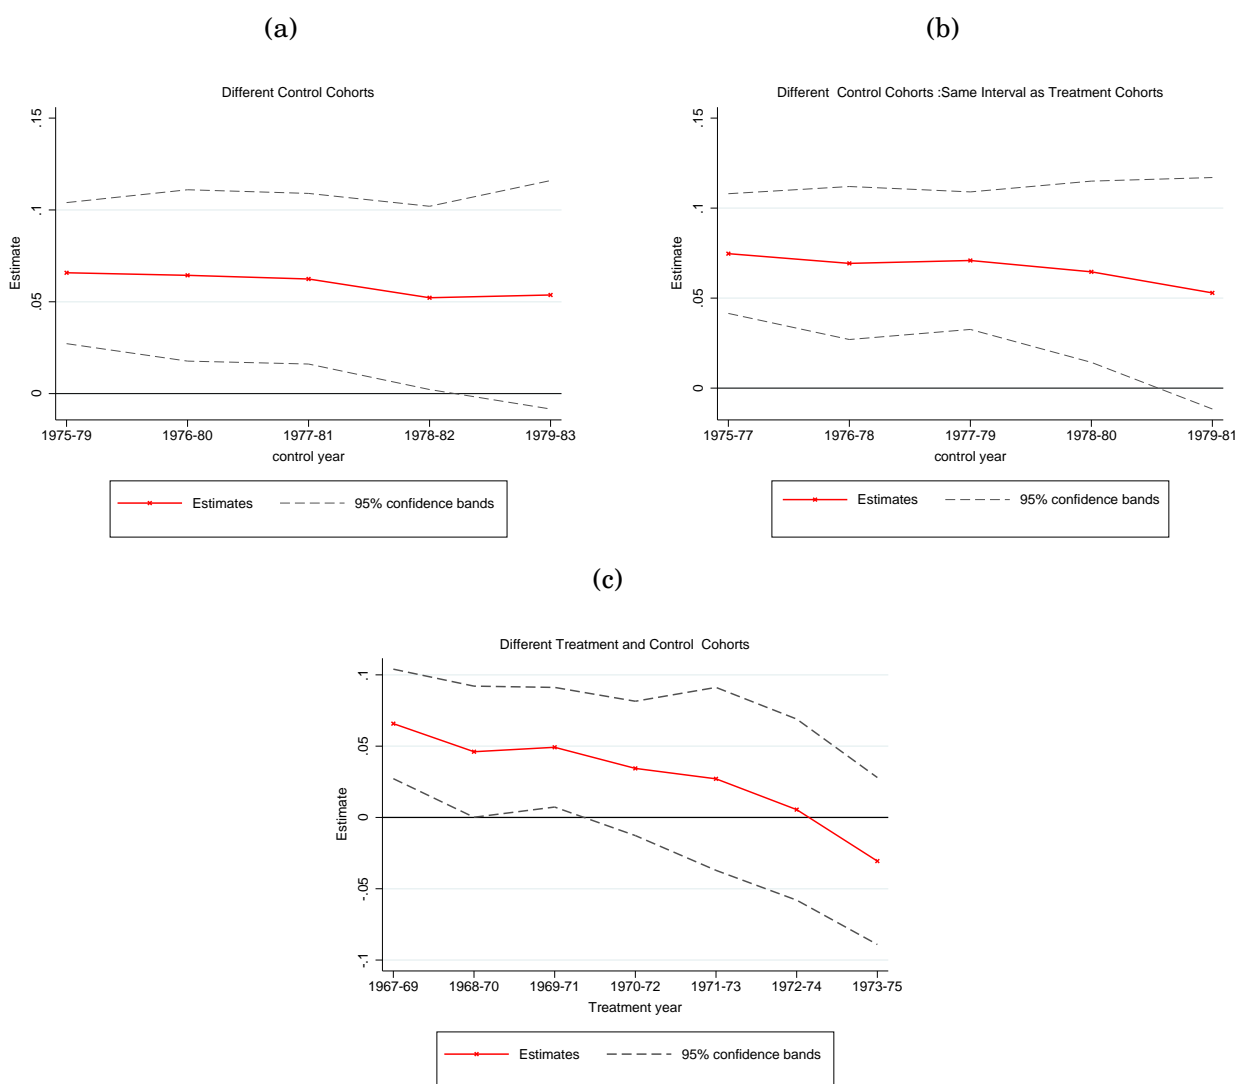 (a)
Different Control Cohorts
Estimate
.15
.1
.05
0
1975-79 1976-80 1977-81 1978-82 1979-83
control year
Estimates 95% confidence bands
(b)
Different Control Cohorts :Same Interval as Treatment Cohorts
Estimate
.15
.1
.05
0
1975-77 1976-78 1977-79 1978-80 1979-81
control year
Estimates 95% confidence bands
(c)
Different Treatment and Control Cohorts
Estimate
.1
.05
0
-.05
-.1
1967-69 1968-70 1969-71 1970-72 1971-73 1972-74 1973-75
Treatment year
Estimates 95% confidence bands